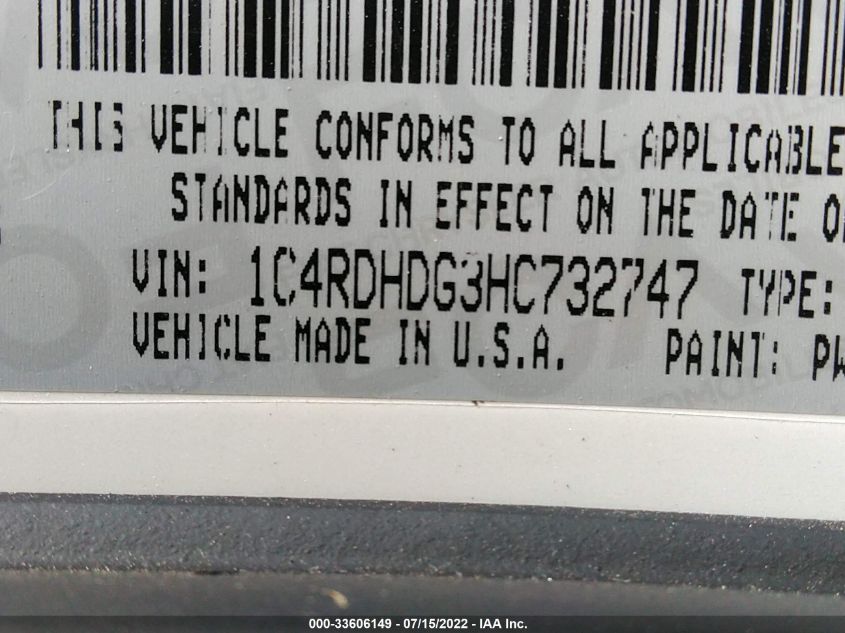 THIS VEHICLE CONFORMS TO ALL APPLICABLE
STANDARDS IN EFFECT ON THE DATE O
VIN: 1C4RDHDG3HC732747 TYPE:
VEHICLE MADE IN U.S.A. PAINT: PW
000-33606149 - 07/15/2022 - IAA Inc.